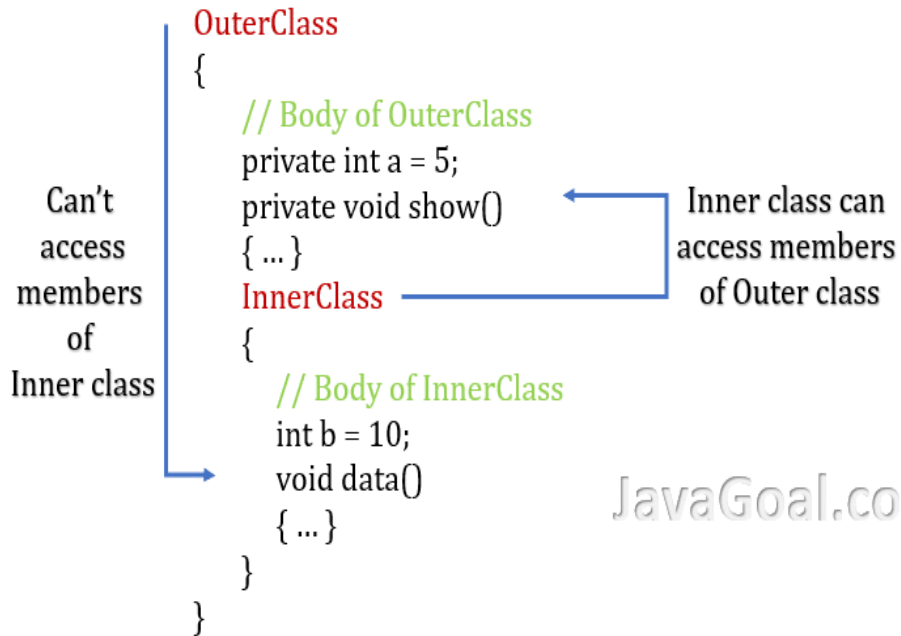 OuterClass
{
// Body of OuterClass
private int a = 5;
private void show()
{ ... }
InnerClass
{
// Body of InnerClass
int b = 10;
void data()
{ ... }
}
}
Can't
access
members
of
Inner class
Inner class can
access members
of Outer class
JavaGoal.co